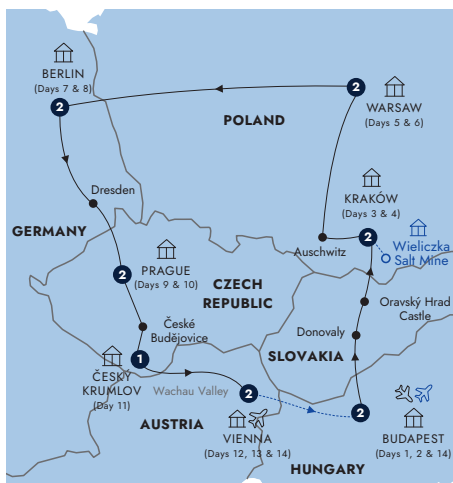 BERLIN
(Days 7 & 8)
2
2
WARSAW
(Days 5 & 6)
POLAND
Dresden
KRAKÓW
(Days 3 & 4)
GERMANY
2
Auschwitz
Wieliczka
Salt Mine
2
PRAGUE
(Days 9 & 10)
CZECH
REPUBLIC
Oravský Hrad
Castle
České
Budějovice
Donovaly
SLOVAKIA
1
ČESKÝ
KRUMLOV
(Day 11)
Wachau Valley
2
AUSTRIA
VIENNA
(Days 12, 13 & 14)
2
BUDAPEST
(Days 1, 2 & 14)
HUNGARY